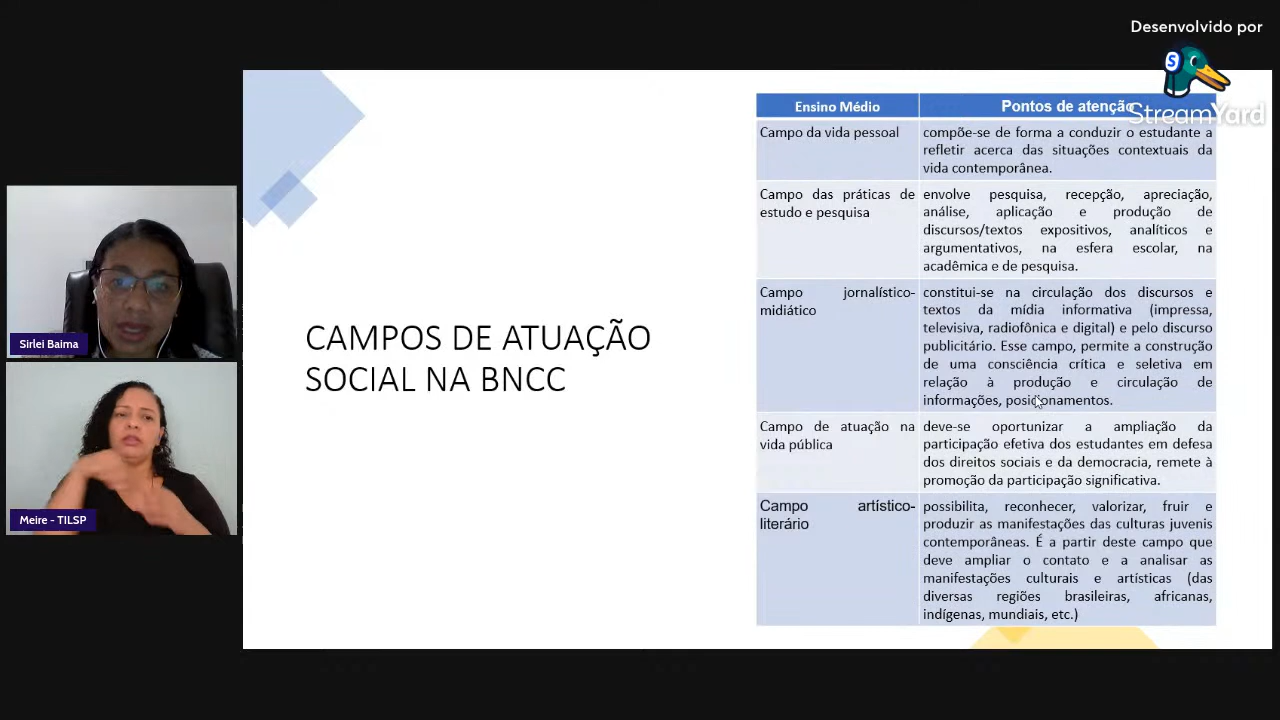 Desenvolvido por
StreamYard
Sirlei Baima
Meire - TILSP
CAMPOS DE ATUAÇÃO
SOCIAL NA BNCC
Ensino Médio
Pontos de atenção
Campo da vida pessoal
compõe-se de forma a conduzir o estudante a
refletir acerca das situações contextuais da
vida contemporânea.
Campo das práticas de
estudo e pesquisa
envolve pesquisa, recepção, apreciação,
análise, aplicação e produção de
discursos/textos expositivos, analíticos e
argumentativos, na esfera escolar, na
acadêmica e de pesquisa.
Campo jornalístico-
midiático
constitui-se na circulação dos discursos e
textos da mídia informativa (impressa,
televisiva, radiofônica e digital) e pelo discurso
publicitário. Esse campo, permite a construção
de uma consciência crítica e seletiva em
relação à produção e circulação de
informações, posicionamentos.
Campo de atuação na
vida pública
deve-se oportunizar a ampliação da
participação efetiva dos estudantes em defesa
dos direitos sociais e da democracia, remete à
promoção da participação significativa.
Campo artístico-
literário
possibilita, reconhecer, valorizar, fruir e
produzir as manifestações das culturas juvenis
contemporâneas. É a partir deste campo que
deve ampliar o contato e a analisar as
manifestações culturais e artísticas (das
diversas regiões brasileiras, africanas,
indígenas, mundiais, etc.)